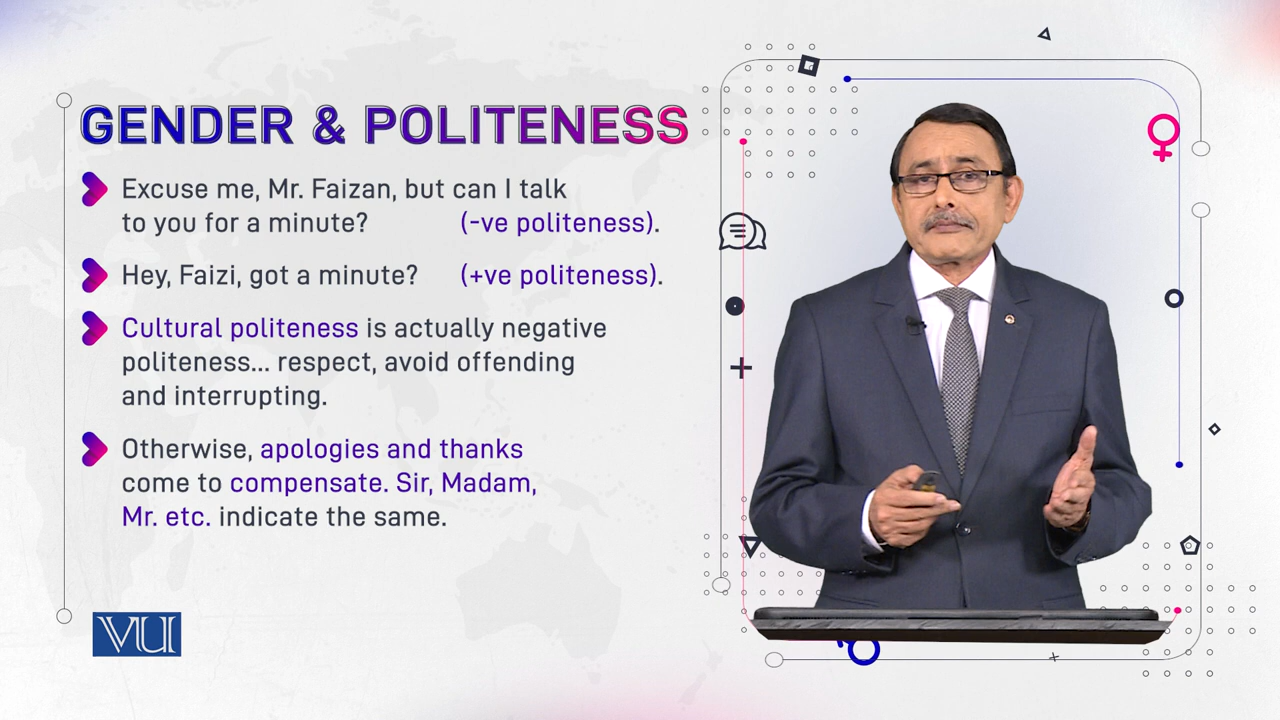 GENDER & POLITENESS
Excuse me, Mr. Faizan, but can I talk
to you for a minute? (-ve politeness).
Hey, Faizi, got a minute? (+ve politeness).
Cultural politeness is actually negative
politeness... respect, avoid offending
and interrupting.
Otherwise, apologies and thanks
come to compensate. Sir, Madam,
Mr. etc. indicate the same.
VU